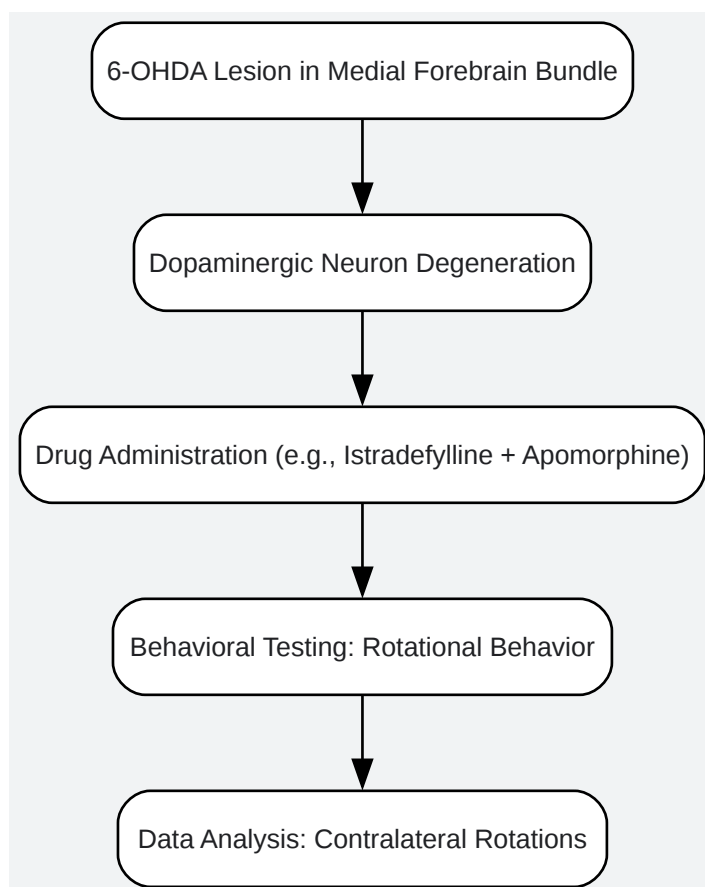 6-OHDA Lesion in Medial Forebrain Bundle
Dopaminergic Neuron Degeneration
Drug Administration (e.g., Istradefylline + Apomorphine)
Behavioral Testing: Rotational Behavior
Data Analysis: Contralateral Rotations